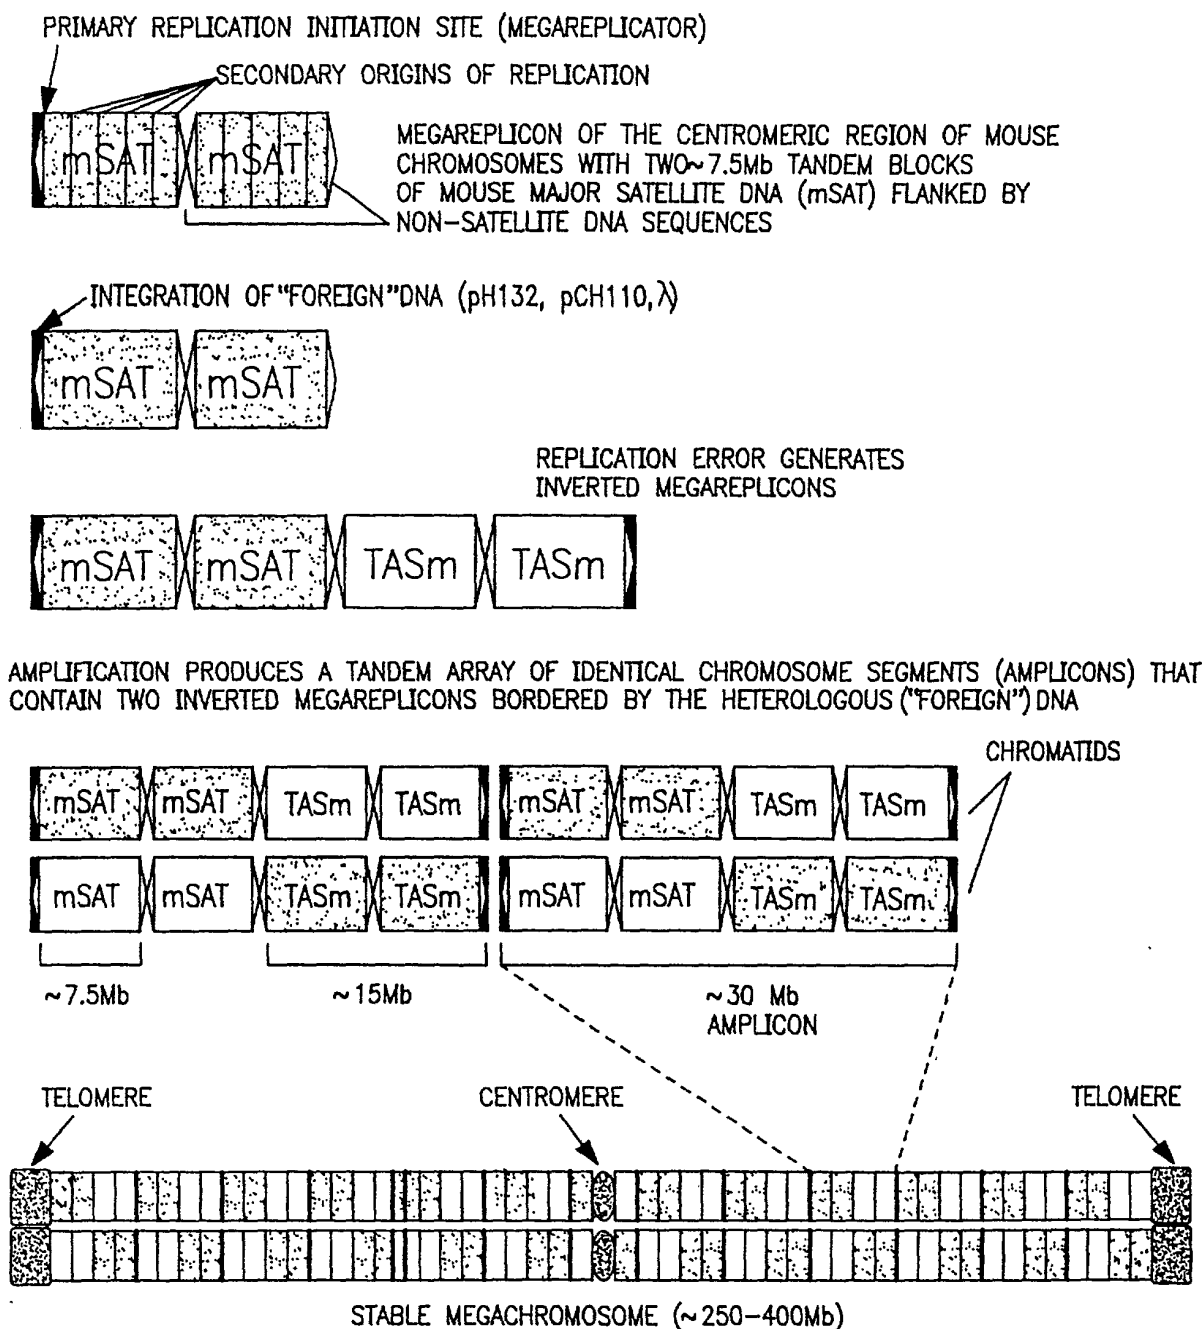 PRIMARY REPLICATION INITIATION SITE (MEGAREPLICATOR)
SECONDARY ORIGINS OF REPLICATION
mSAT mSAT
MEGAREPLICON OF THE CENTROMERIC REGION OF MOUSE
CHROMOSOMES WITH TWO~7.5Mb TANDEM BLOCKS
OF MOUSE MAJOR SATELLITE DNA (mSAT) FLANKED BY
NON-SATELLITE DNA SEQUENCES
INTEGRATION OF "FOREIGN" DNA (pH132, pCH110, λ)
mSAT mSAT
REPLICATION ERROR GENERATES
INVERTED MEGAREPLICONS
mSAT mSAT TASm TASm
AMPLIFICATION PRODUCES A TANDEM ARRAY OF IDENTICAL CHROMOSOME SEGMENTS (AMPLICONS) THAT
CONTAIN TWO INVERTED MEGAREPLICONS BORDERED BY THE HETEROLOGOUS ("FOREIGN") DNA
CHROMATIDS
mSAT mSAT TASm TASm mSAT mSAT TASm TASm
mSAT mSAT TASm TASm mSAT mSAT TASm TASm
~7.5Mb ~15Mb ~30 Mb
AMPLICON
TELOMERE CENTROMERE TELOMERE
STABLE MEGACHROMOSOME (~250-400Mb)